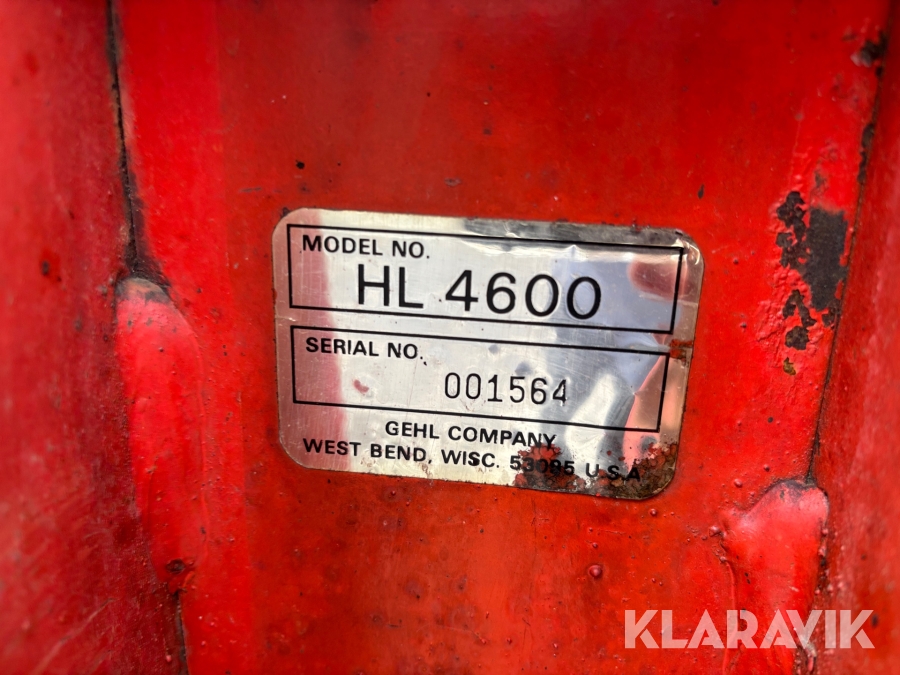 MODEL NO.
HL 4600
SERIAL NO.
001564
GEHL COMPANY
WEST BEND, WISC. 53095 U.S.A
KLARAVIK